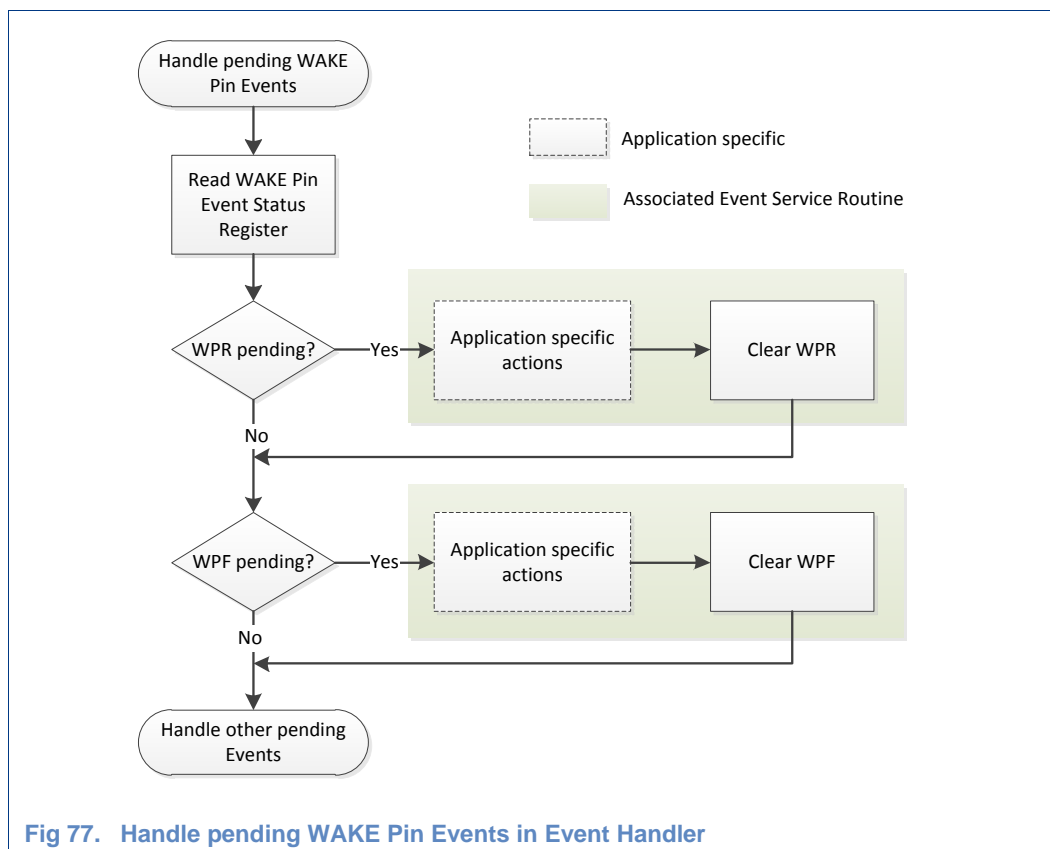 Handle pending WAKE
Pin Events
Application specific
Read WAKE Pin
Event Status
Register
Associated Event Service Routine
WPR pending?
Yes
Application specific
actions
Clear WPR
No
WPF pending?
Yes
Application specific
actions
Clear WPF
No
Handle other pending
Events
Fig 77. Handle pending WAKE Pin Events in Event Handler